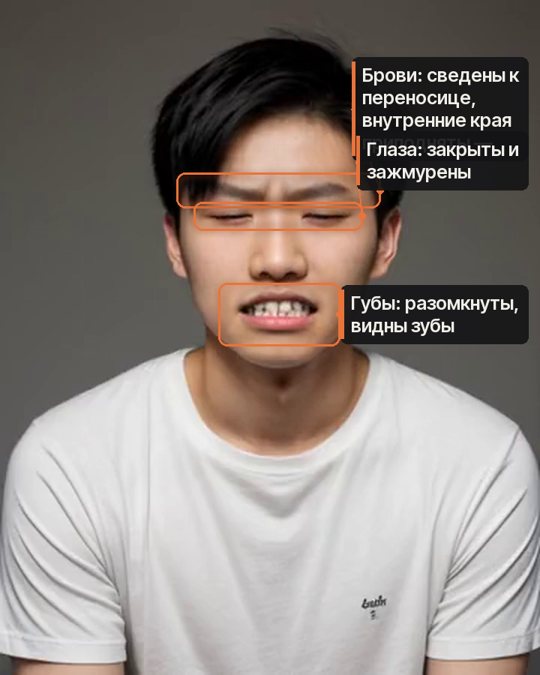 Брови: сведены к
переносице,
внутренние края
Глаза: закрыты и
зажмурены
Губы: разомкнуты,
видны зубы